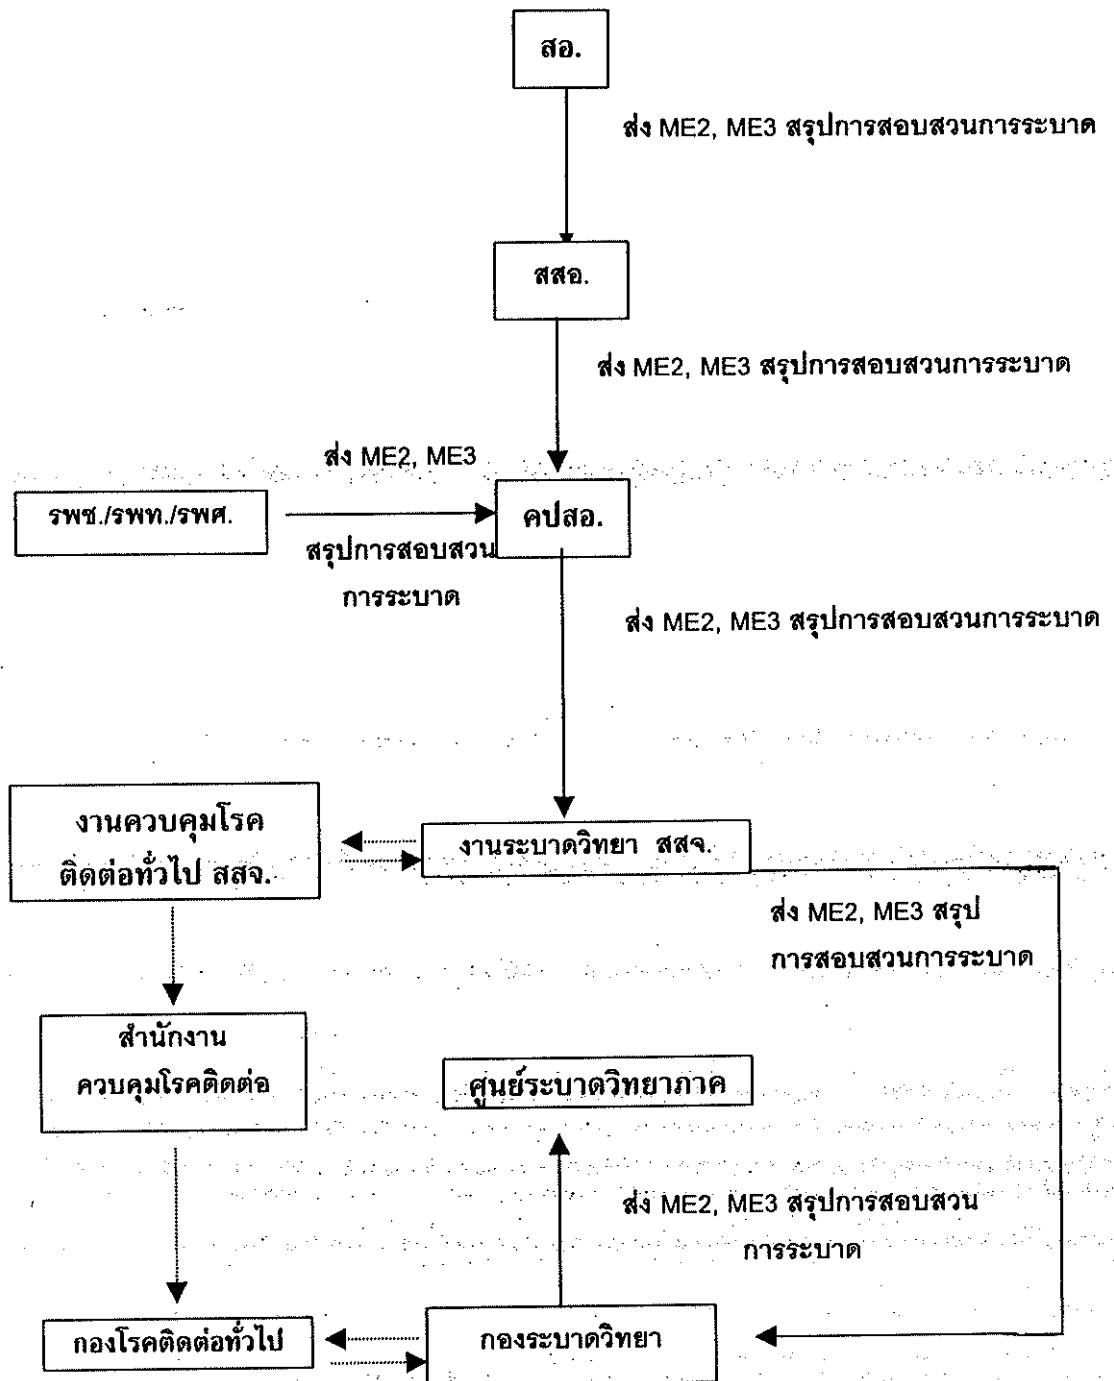 สอ.
ส่ง ME2, ME3 สรุปการสอบสวนการระบาด
สสอ.
ส่ง ME2, ME3 สรุปการสอบสวนการระบาด
ส่ง ME2, ME3
รพช./รพท./รพศ.
คปสอ.
สรุปการสอบสวน
การระบาด
ส่ง ME2, ME3 สรุปการสอบสวนการระบาด
งานควบคุมโรค
ติดต่อทั่วไป สสจ.
งานระบาดวิทยา สสจ.
ส่ง ME2, ME3 สรุป
การสอบสวนการระบาด
สำนักงาน
ควบคุมโรคติดต่อ
ศูนย์ระบาดวิทยาภาค
ส่ง ME2, ME3 สรุปการสอบสวน
การระบาด
กองโรคติดต่อทั่วไป
กองระบาดวิทยา